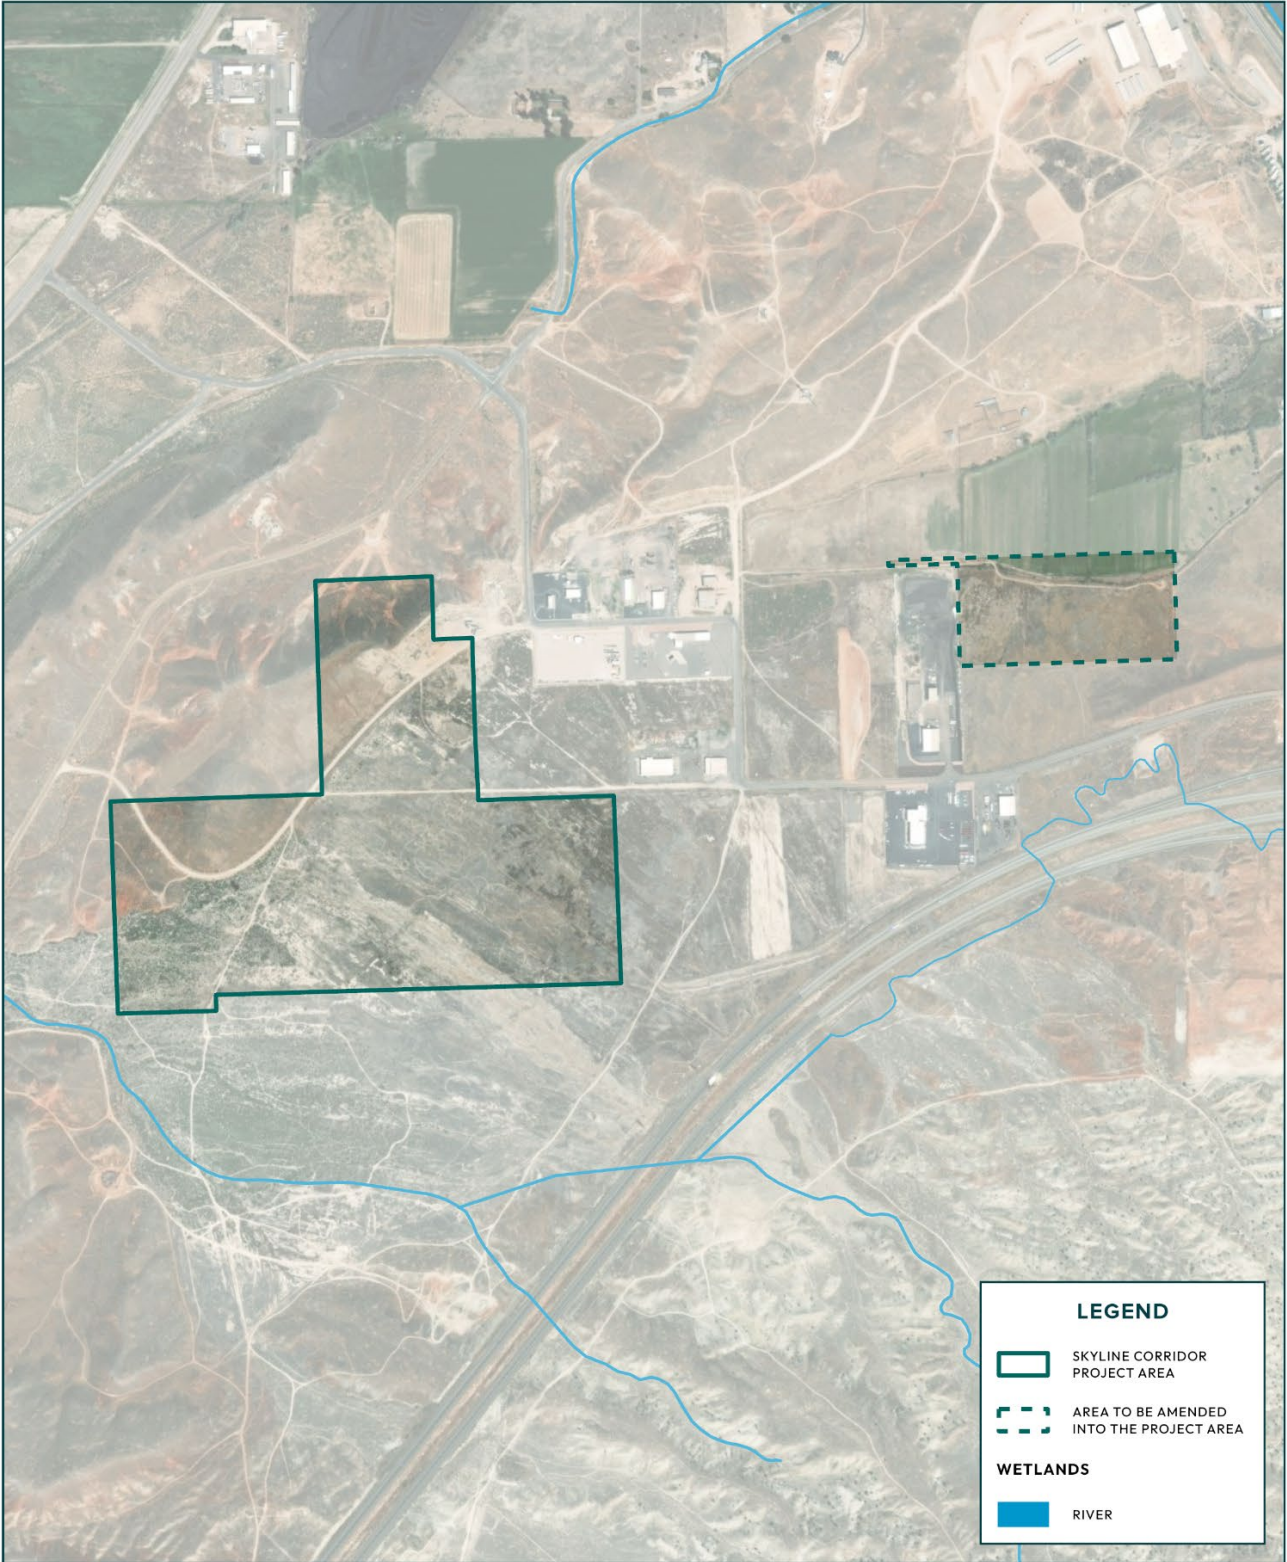 LEGEND
SKYLINE CORRIDOR
PROJECT AREA
AREA TO BE AMENDED
INTO THE PROJECT AREA
WETLANDS
RIVER